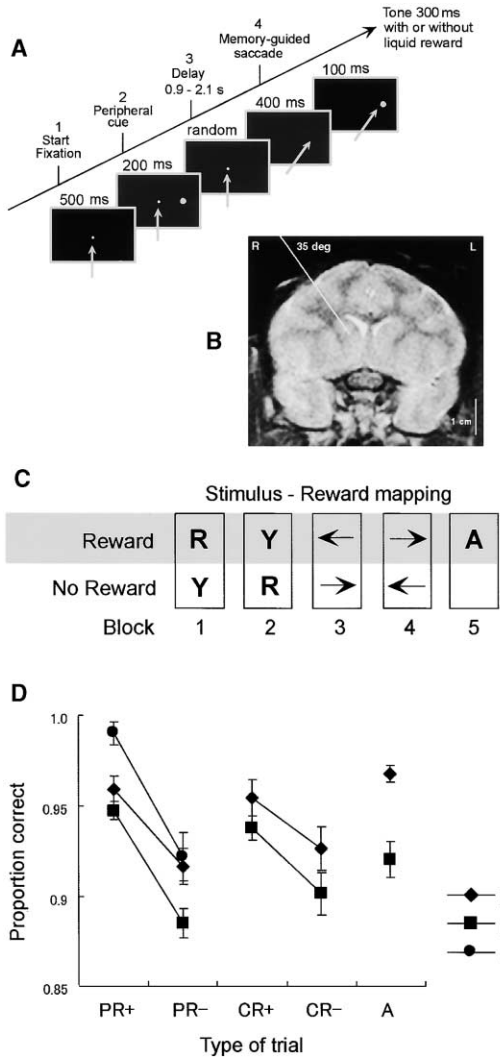 A
Tone 300 ms
with or without
liquid reward
4
Memory-guided
saccade
3
Delay
0.9 - 2.1 s
2
Peripheral
cue
1
Start
Fixation
100 ms
400 ms
random
200 ms
500 ms
B
R
35 deg
L
1 cm
C
Stimulus - Reward mapping
Reward R Y ← → A
No Reward Y R → ←
Block 1 2 3 4 5
D
Proportion correct
1.0
0.95
0.9
0.85
PR+ PR– CR+ CR– A
Type of trial